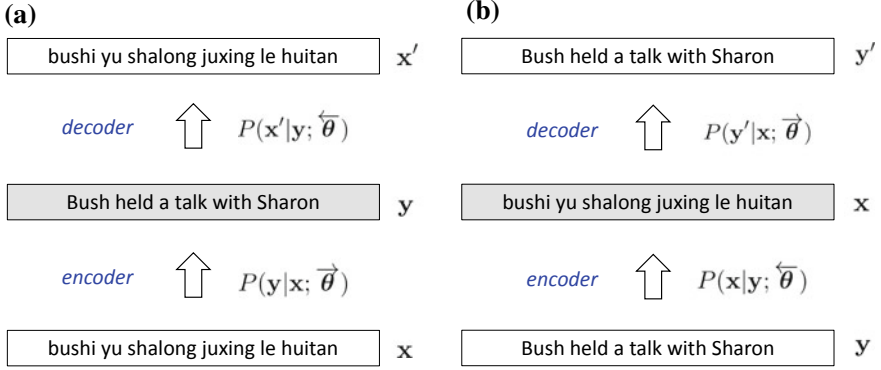 (a)
bushi yu shalong juxing le huitan x′
decoder P(x′|y; θ⃖)
Bush held a talk with Sharon y
encoder P(y|x; θ⃗)
bushi yu shalong juxing le huitan x
(b)
Bush held a talk with Sharon y′
decoder P(y′|x; θ⃗)
bushi yu shalong juxing le huitan x
encoder P(x|y; θ⃖)
Bush held a talk with Sharon y